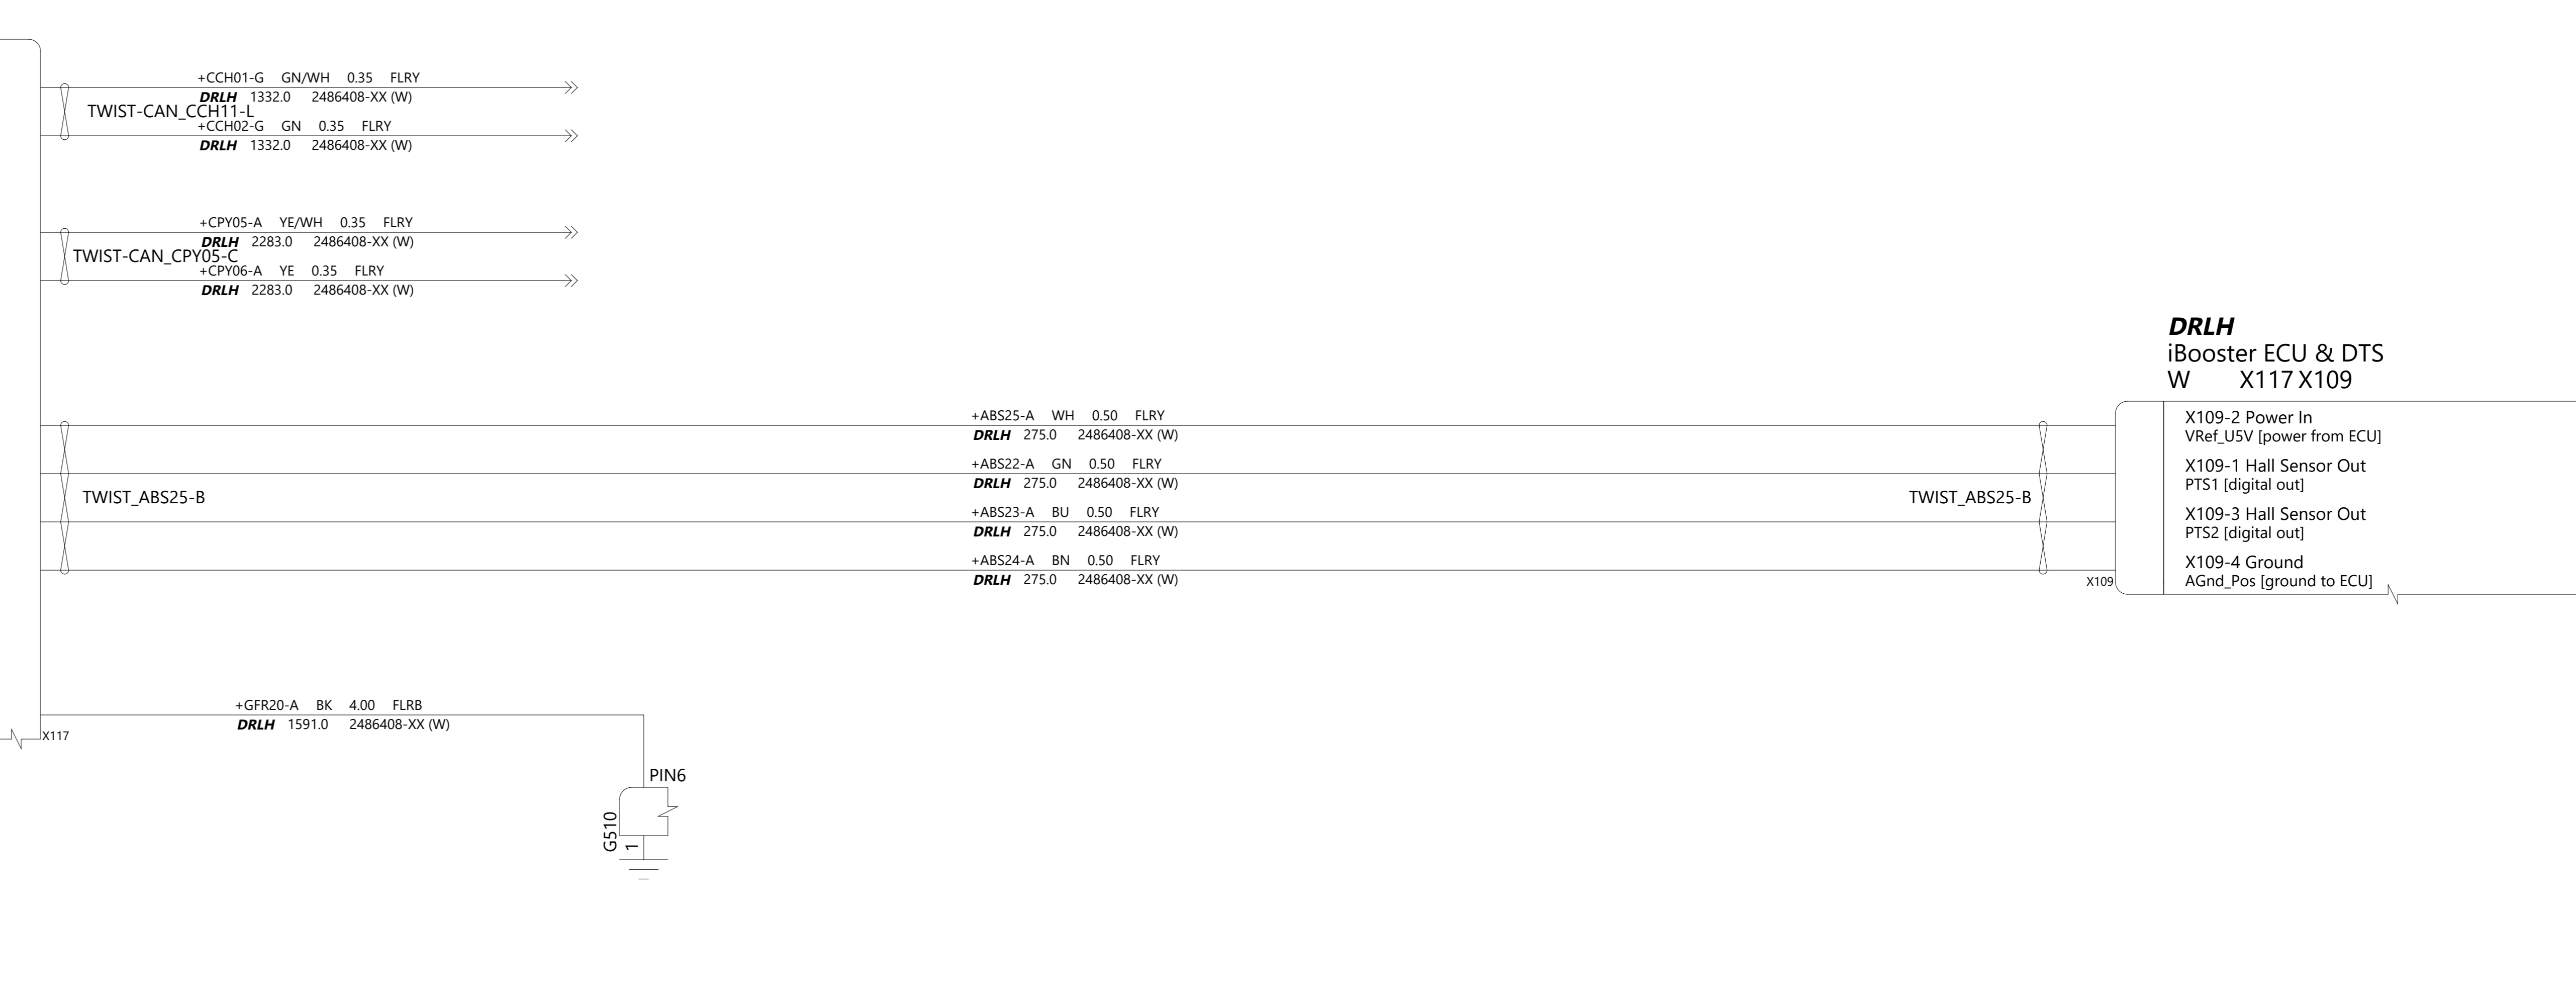 +CCH01-G GN/WH 0.35 FLRY
DRLH 1332.0 2486408-XX (W)
TWIST-CAN_CCH11-L
+CCH02-G GN 0.35 FLRY
DRLH 1332.0 2486408-XX (W)
+CPY05-A YE/WH 0.35 FLRY
DRLH 2283.0 2486408-XX (W)
TWIST-CAN_CPY05-C
+CPY06-A YE 0.35 FLRY
DRLH 2283.0 2486408-XX (W)
DRLH
iBooster ECU & DTS
W X117 X109
+ABS25-A WH 0.50 FLRY
DRLH 275.0 2486408-XX (W)
+ABS22-A GN 0.50 FLRY
DRLH 275.0 2486408-XX (W)
TWIST_ABS25-B
TWIST_ABS25-B
+ABS23-A BU 0.50 FLRY
DRLH 275.0 2486408-XX (W)
+ABS24-A BN 0.50 FLRY
DRLH 275.0 2486408-XX (W)
X109
X109-2 Power In
VRef_U5V [power from ECU]
X109-1 Hall Sensor Out
PTS1 [digital out]
X109-3 Hall Sensor Out
PTS2 [digital out]
X109-4 Ground
AGnd_Pos [ground to ECU]
+GFR20-A BK 4.00 FLRB
DRLH 1591.0 2486408-XX (W)
X117
PIN6
G510
1